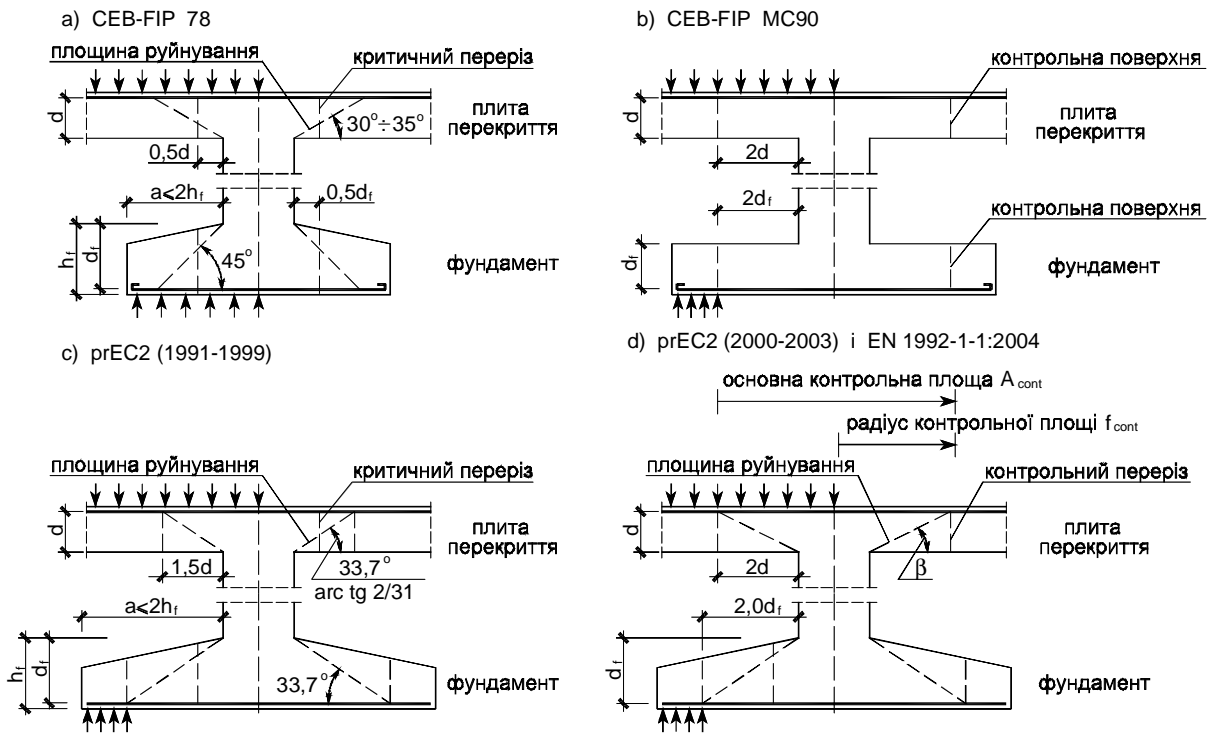 a) CEB-FIP 78
площина руйнування
критичний переріз
d
30°÷35°
плита
перекриття
0,5d
a⩽2hf
0,5df
hf
df
45°
фундамент
b) CEB-FIP MC90
контрольна поверхня
d
плита
перекриття
2d
2df
контрольна поверхня
df
фундамент
c) prEC2 (1991-1999)
площина руйнування
критичний переріз
d
плита
перекриття
1,5d
33,7°
arc tg 2/31
a⩽2hf
hf
df
33,7°
фундамент
d) prEC2 (2000-2003) і EN 1992-1-1:2004
основна контрольна площа Acont
радіус контрольної площі fcont
площина руйнування
контрольний переріз
d
плита
перекриття
2d
β
2,0df
df
фундамент